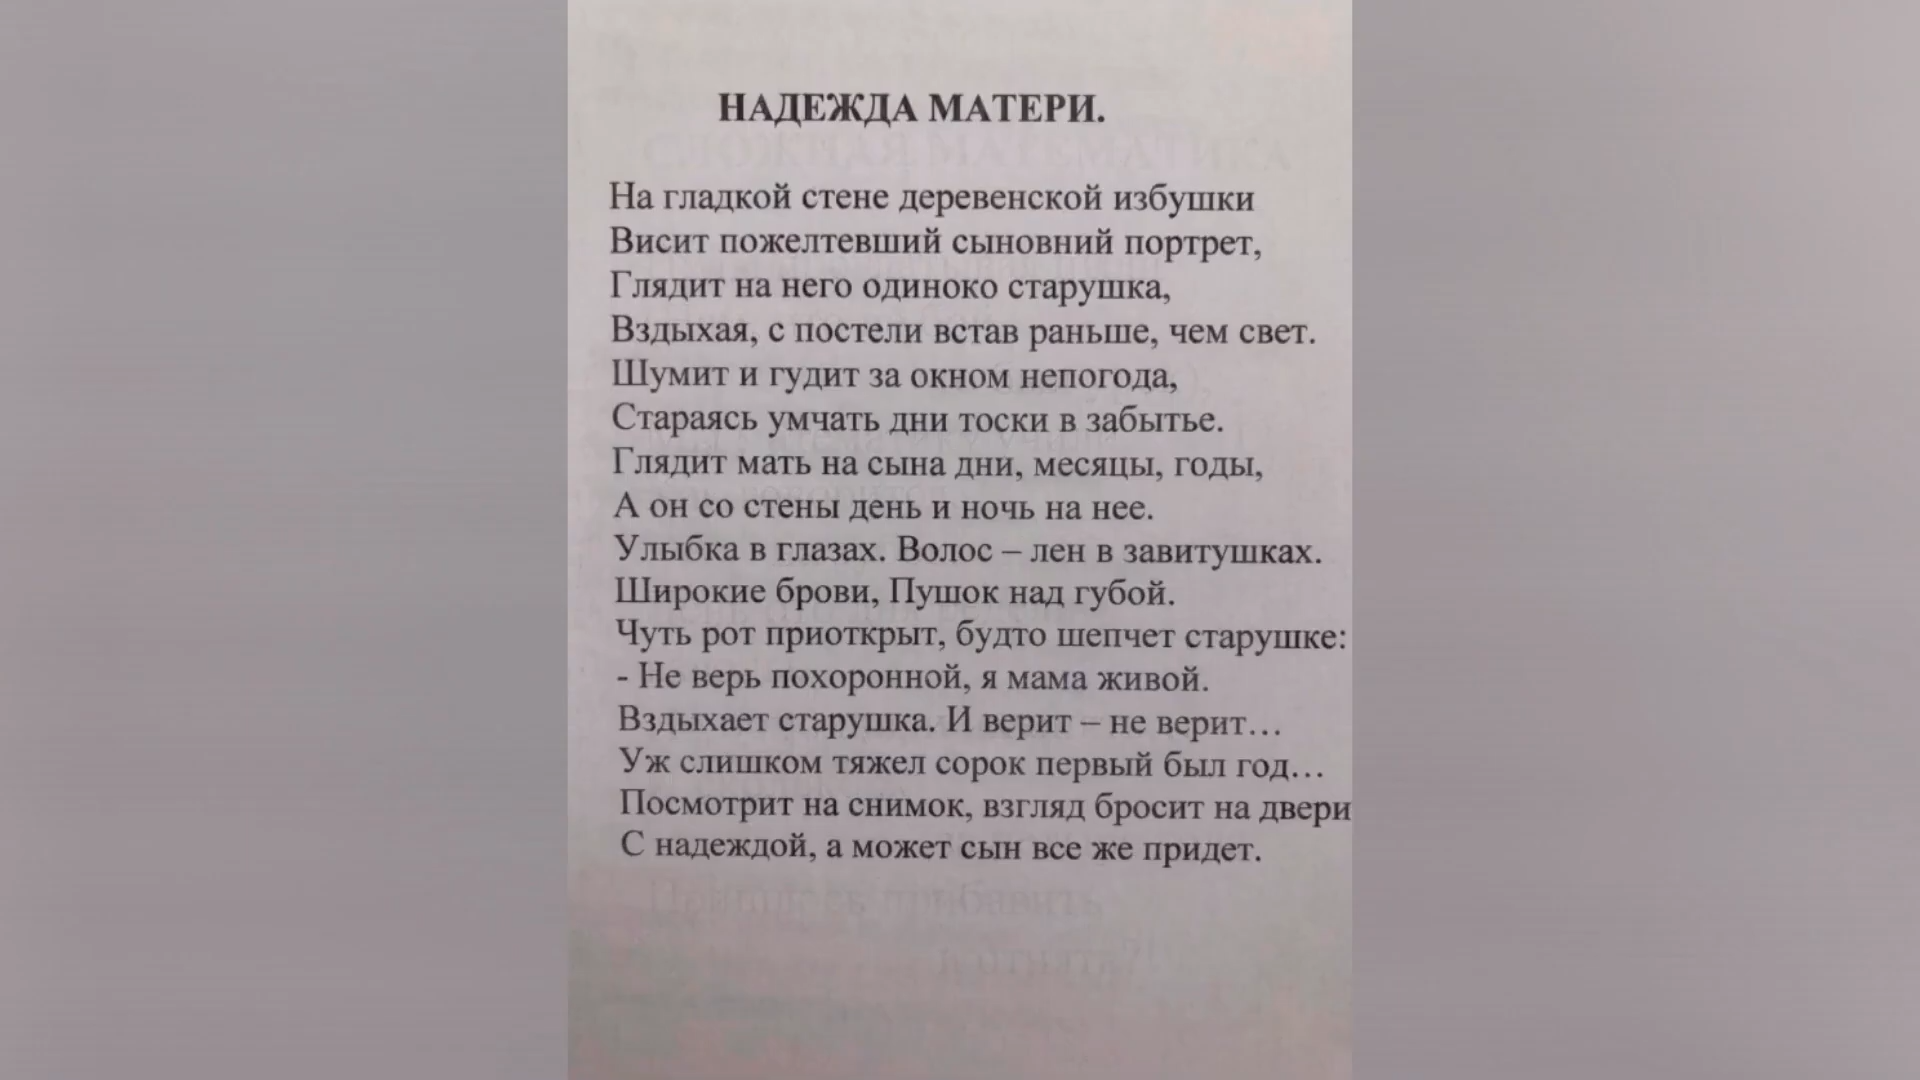 НАДЕЖДА МАТЕРИ.
На гладкой стене деревенской избушки
Висит пожелтевший сыновний портрет,
Глядит на него одиноко старушка,
Вздыхая, с постели встав раньше, чем свет.
Шумит и гудит за окном непогода,
Стараясь умчать дни тоски в забытье.
Глядит мать на сына дни, месяцы, годы,
А он со стены день и ночь на нее.
Улыбка в глазах. Волос – лен в завитушках.
Широкие брови, Пушок над губой.
Чуть рот приоткрыт, будто шепчет старушке:
- Не верь похоронной, я мама живой.
Вздыхает старушка. И верит – не верит…
Уж слишком тяжел сорок первый был год…
Посмотрит на снимок, взгляд бросит на двери
С надеждой, а может сын все же придет.